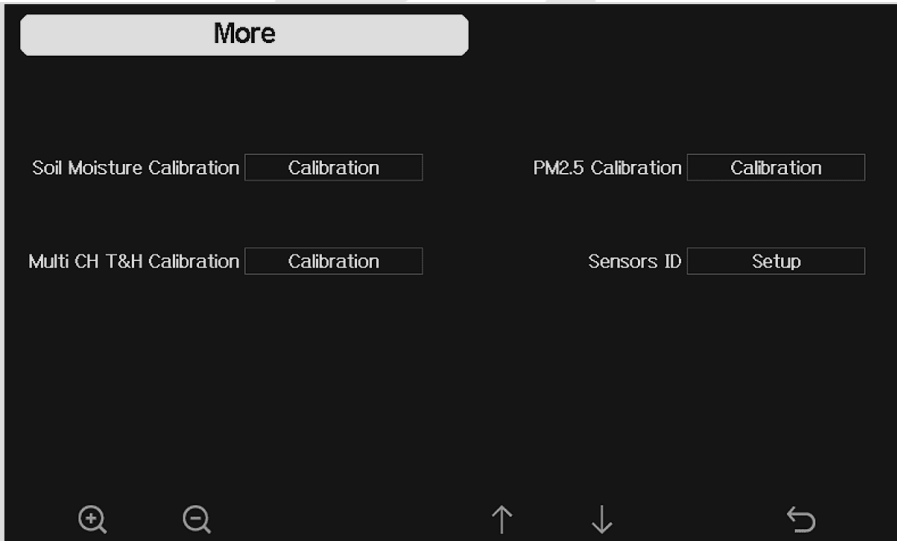 More
Soil Moisture Calibration Calibration PM2.5 Calibration Calibration
Multi CH T&H Calibration Calibration Sensors ID Setup